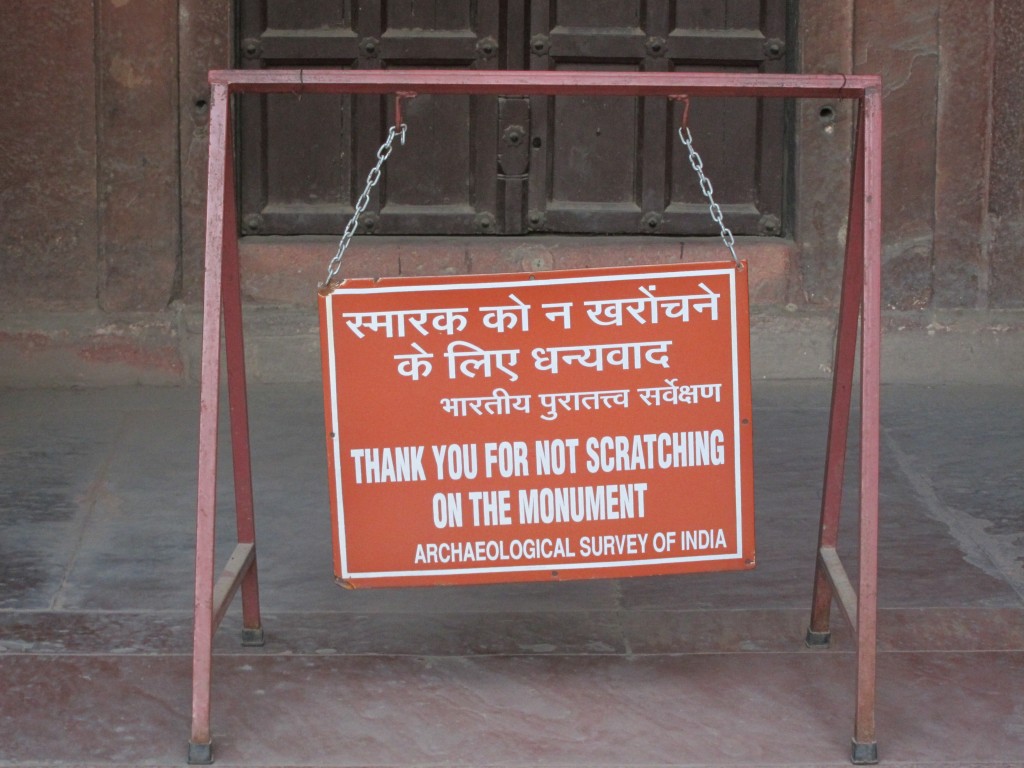 स्मारक को न खरोंचने
के लिए धन्यवाद
भारतीय पुरातत्त्व सर्वेक्षण
THANK YOU FOR NOT SCRATCHING
ON THE MONUMENT
ARCHAEOLOGICAL SURVEY OF INDIA